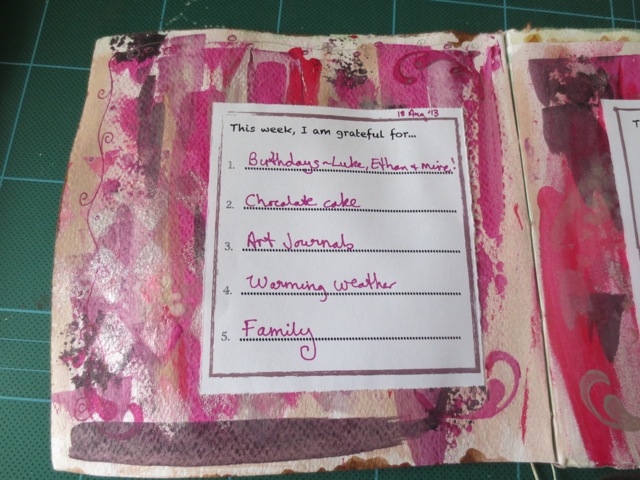 18 Aug '13
This week, I am grateful for...
1. Birthdays ~ Luke, Ethan & Mine!
2. Chocolate cake
3. Art Journals
4. Warming weather
5. Family